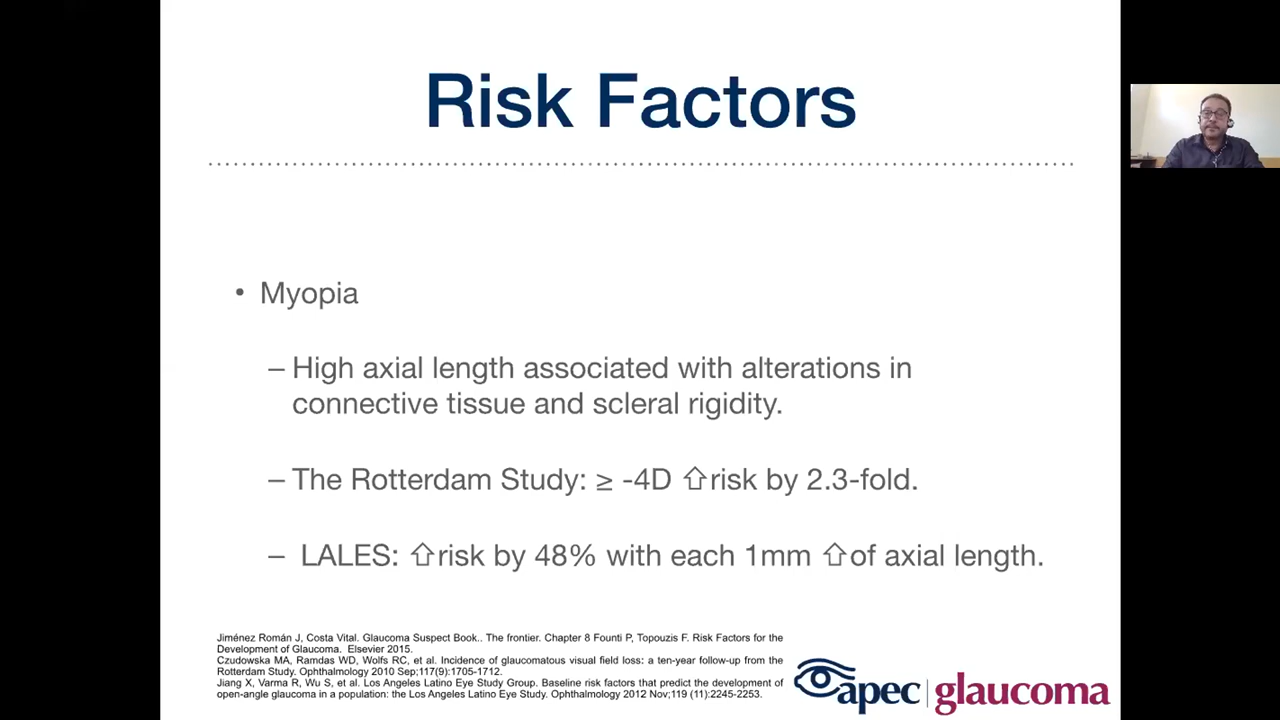 Risk Factors
• Myopia
– High axial length associated with alterations in
connective tissue and scleral rigidity.
– The Rotterdam Study: ≥ -4D ⇧risk by 2.3-fold.
– LALES: ⇧risk by 48% with each 1mm ⇧of axial length.
Jiménez Román J, Costa Vital. Glaucoma Suspect Book.. The frontier. Chapter 8 Founti P, Topouzis F. Risk Factors for the
Development of Glaucoma. Elsevier 2015.
Czudowska MA, Ramdas WD, Wolfs RC, et al. Incidence of glaucomatous visual field loss: a ten-year follow-up from the
Rotterdam Study. Ophthalmology 2010 Sep;117(9):1705-1712.
Jiang X, Varma R, Wu S, et al. Los Angeles Latino Eye Study Group. Baseline risk factors that predict the development of
open-angle glaucoma in a population: the Los Angeles Latino Eye Study. Ophthalmology 2012 Nov;119 (11):2245-2253.
apec | glaucoma